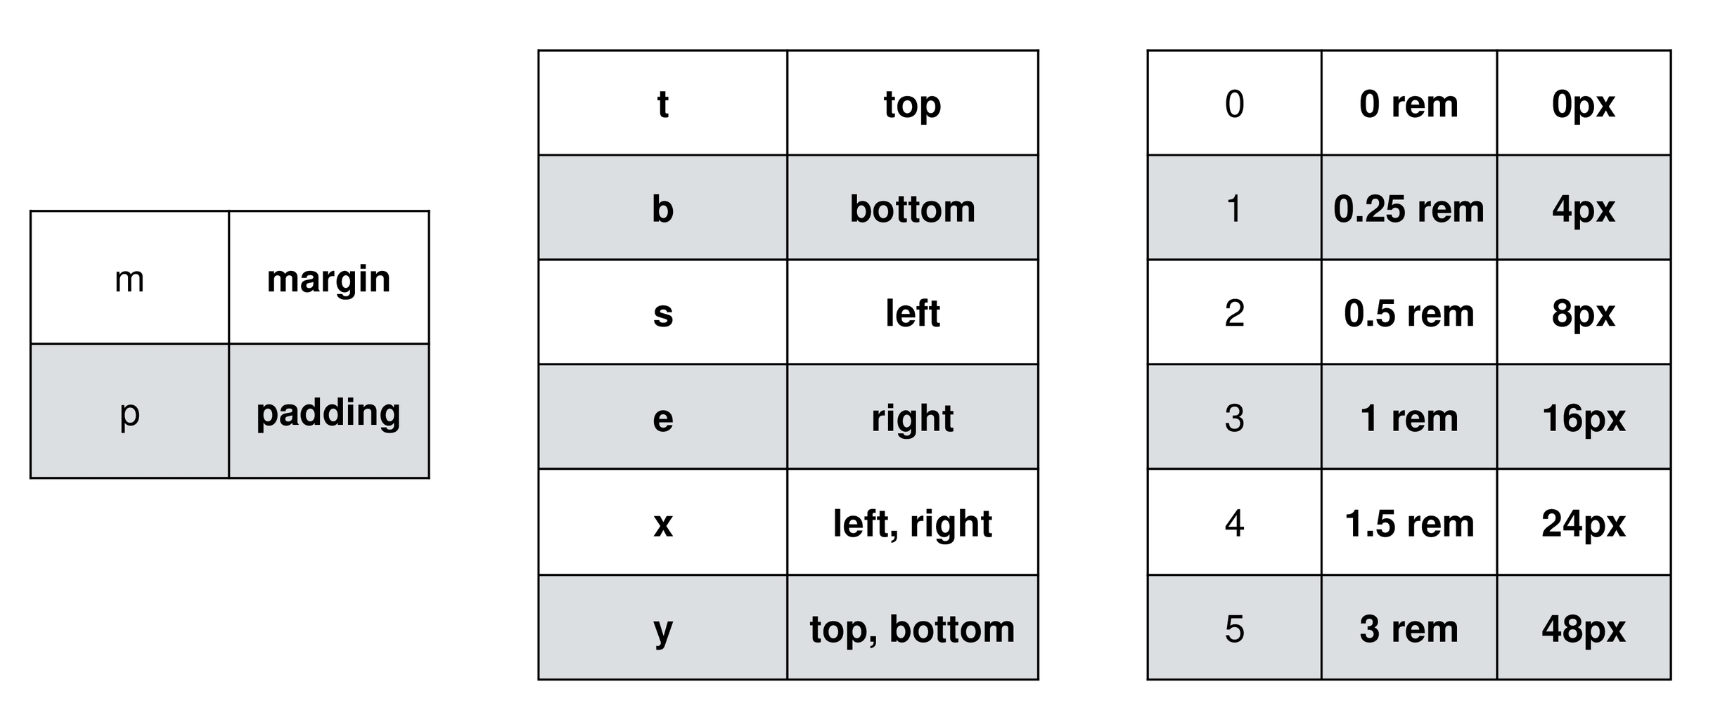 m margin
p padding
t top
b bottom
s left
e right
x left, right
y top, bottom
0 0 rem 0px
1 0.25 rem 4px
2 0.5 rem 8px
3 1 rem 16px
4 1.5 rem 24px
5 3 rem 48px